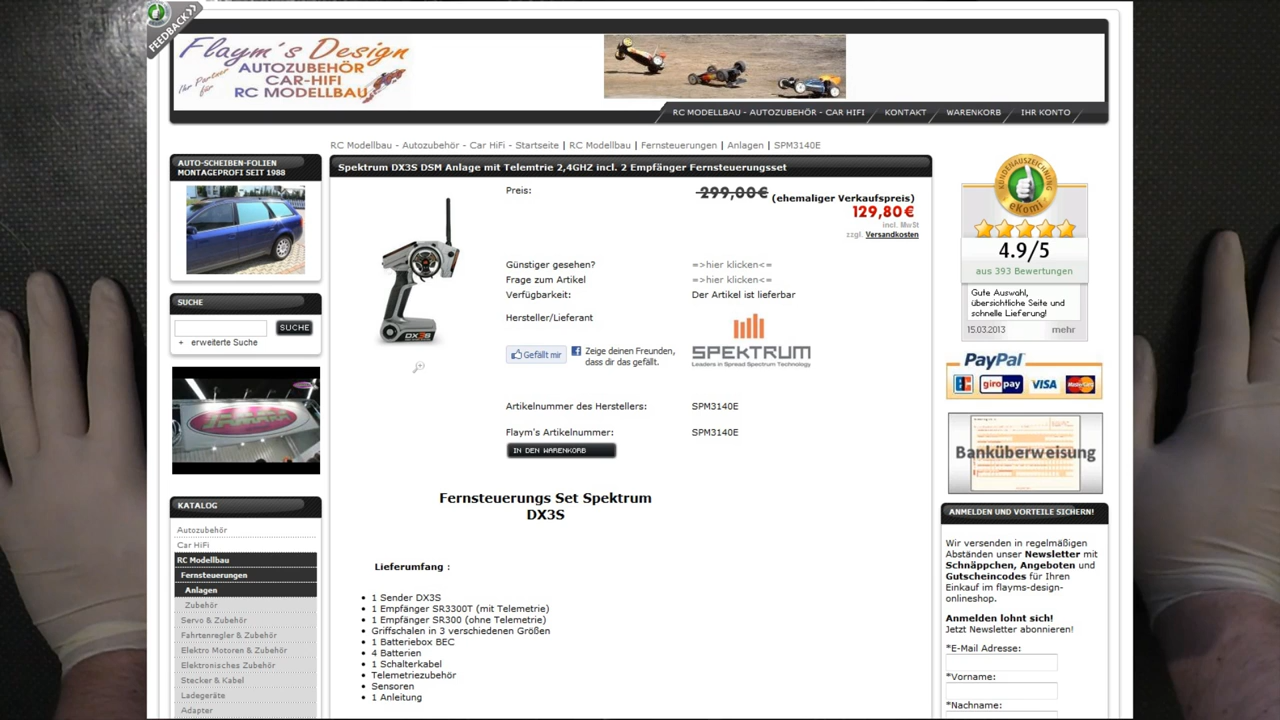 FEEDBACK
Flaym´s Design
Ihr Partner für
AUTOZUBEHÖR
CAR-HIFI
RC MODELLBAU
RC MODELLBAU - AUTOZUBEHÖR - CAR HIFI
KONTAKT
WARENKORB
IHR KONTO
RC Modellbau - Autozubehör - Car HiFi - Startseite | RC Modellbau | Fernsteuerungen | Anlagen | SPM3140E
AUTO-SCHEIBEN-FOLIEN
MONTAGEPROFI SEIT 1988
SUCHE
SUCHE
+ erweiterte Suche
KATALOG
Autozubehör
Car HiFi
RC Modellbau
Fernsteuerungen
Anlagen
Zubehör
Servo & Zubehör
Fahrtenregler & Zubehör
Elektro Motoren & Zubehör
Elektronisches Zubehör
Stecker & Kabel
Ladegeräte
Adapter
Spektrum DX3S DSM Anlage mit Telemtrie 2,4GHZ incl. 2 Empfänger Fernsteuerungsset
DX3S
Preis:
299,00€ (ehemaliger Verkaufspreis)
129,80€
incl. MwSt
zzgl. Versandkosten
Günstiger gesehen? =>hier klicken<=
Frage zum Artikel =>hier klicken<=
Verfügbarkeit: Der Artikel ist lieferbar
Hersteller/Lieferant
SPEKTRUM
Leaders in Spread Spectrum Technology
Gefällt mir
Zeige deinen Freunden,
dass dir das gefällt.
Artikelnummer des Herstellers: SPM3140E
Flaym's Artikelnummer: SPM3140E
IN DEN WARENKORB
Fernsteuerungs Set Spektrum
DX3S
Lieferumfang :
• 1 Sender DX3S
• 1 Empfänger SR3300T (mit Telemetrie)
• 1 Empfänger SR300 (ohne Telemetrie)
• Griffschalen in 3 verschiedenen Größen
• 1 Batteriebox BEC
• 4 Batterien
• 1 Schalterkabel
• Telemetriezubehör
• Sensoren
• 1 Anleitung
KUNDENAUSZEICHNUNG
eKomi
4.9/5
aus 393 Bewertungen
Gute Auswahl,
übersichtliche Seite und
schnelle Lieferung!
15.03.2013 mehr
PayPal
giropay
VISA
MasterCard
Banküberweisung
ANMELDEN UND VORTEILE SICHERN!
Wir versenden in regelmäßigen
Abständen unser Newsletter mit
Schnäppchen, Angeboten und
Gutscheincodes für Ihren
Einkauf im flayms-design-
onlineshop.
Anmelden lohnt sich!
Jetzt Newsletter abonnieren!
*E-Mail Adresse:
*Vorname:
*Nachname: